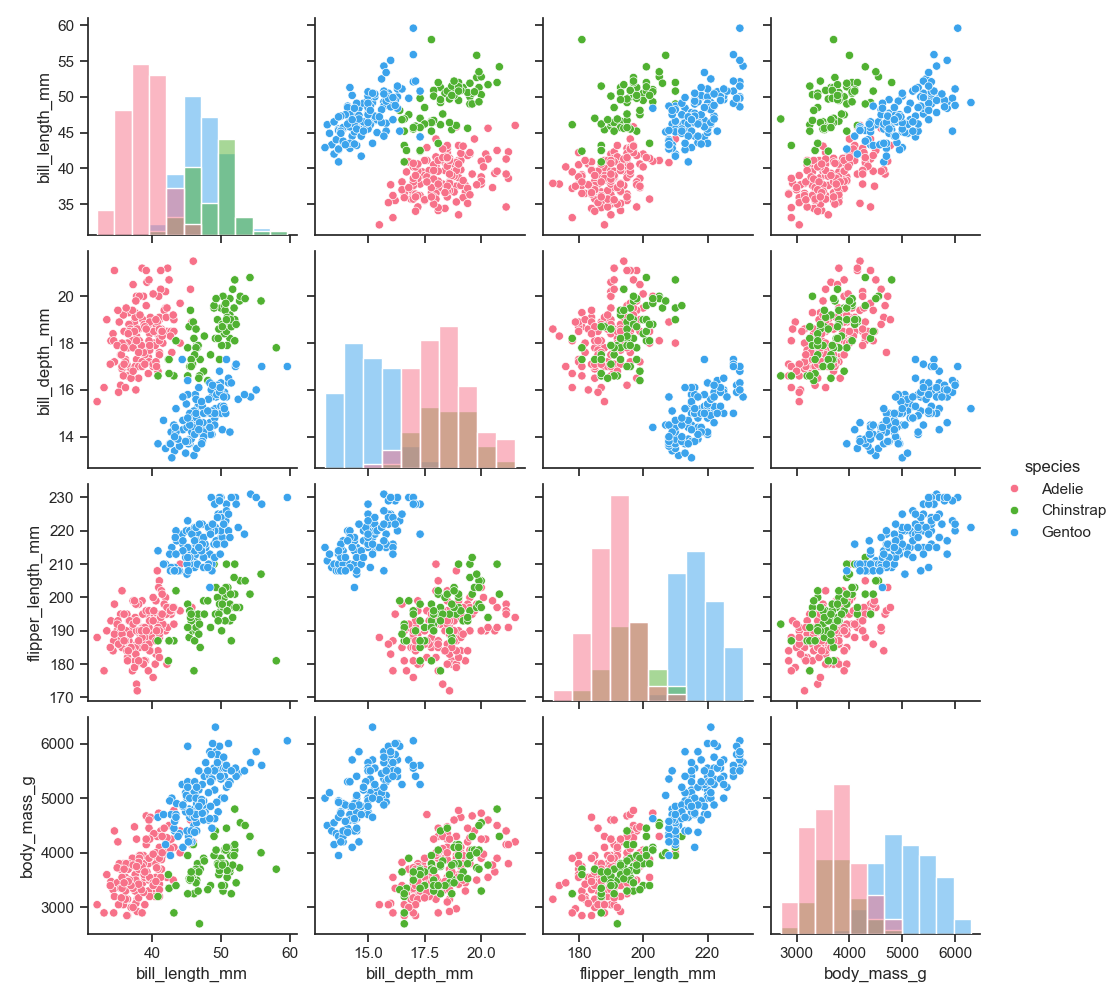 60
55
50
45
40
35
bill_length_mm
20
18
16
14
bill_depth_mm
species
Adelie
Chinstrap
Gentoo
230
220
210
200
190
180
170
flipper_length_mm
6000
5000
4000
3000
body_mass_g
40 50 60
bill_length_mm
15.0 17.5 20.0
bill_depth_mm
180 200 220
flipper_length_mm
3000 4000 5000 6000
body_mass_g